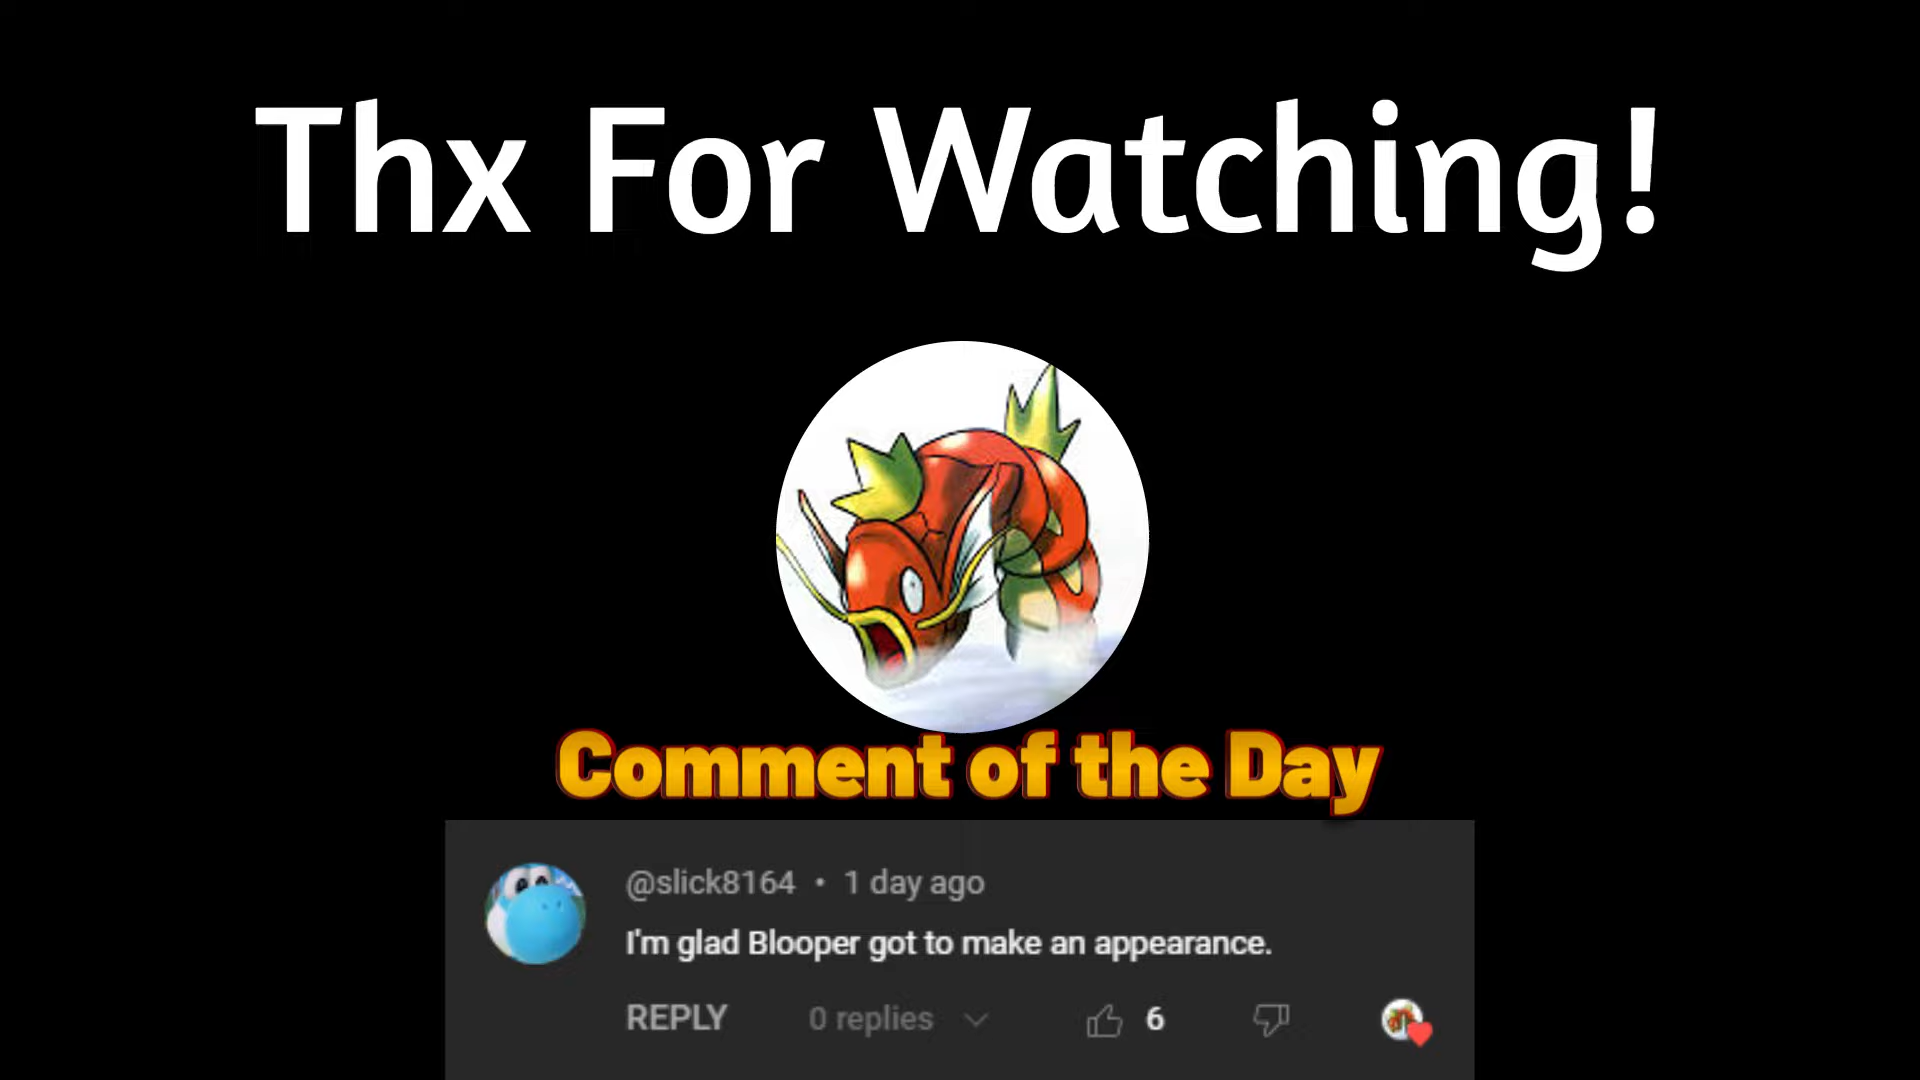 Thx For Watching!
Comment of the Day
@slick8164 • 1 day ago
I'm glad Blooper got to make an appearance.
REPLY 0 replies 6